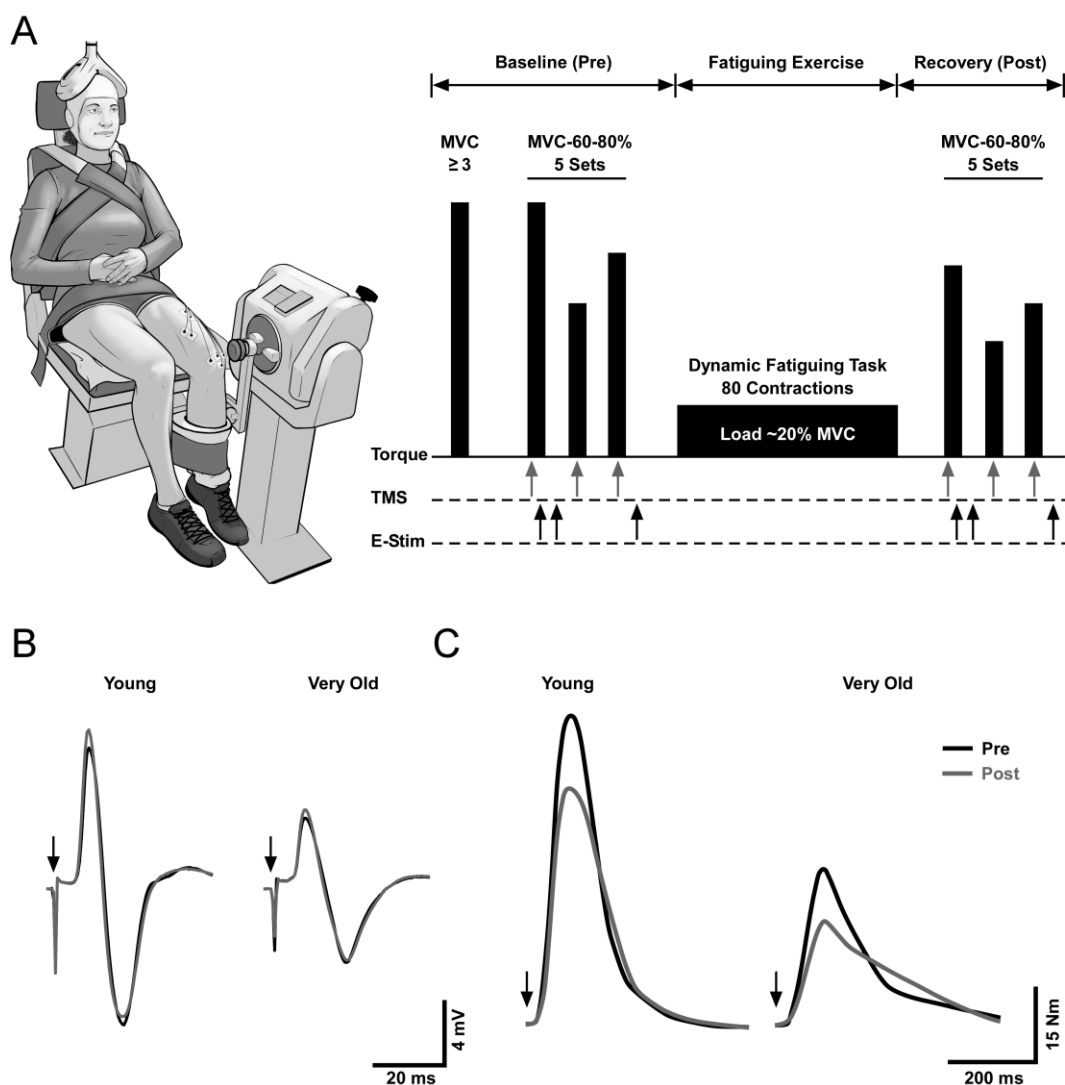 A
Baseline (Pre)
Fatiguing Exercise
Recovery (Post)
MVC
≥ 3
MVC-60-80%
5 Sets
MVC-60-80%
5 Sets
Dynamic Fatiguing Task
80 Contractions
Load ~20% MVC
Torque
TMS
E-Stim
B
Young
Very Old
4 mV
20 ms
C
Young
Very Old
Pre
Post
15 Nm
200 ms